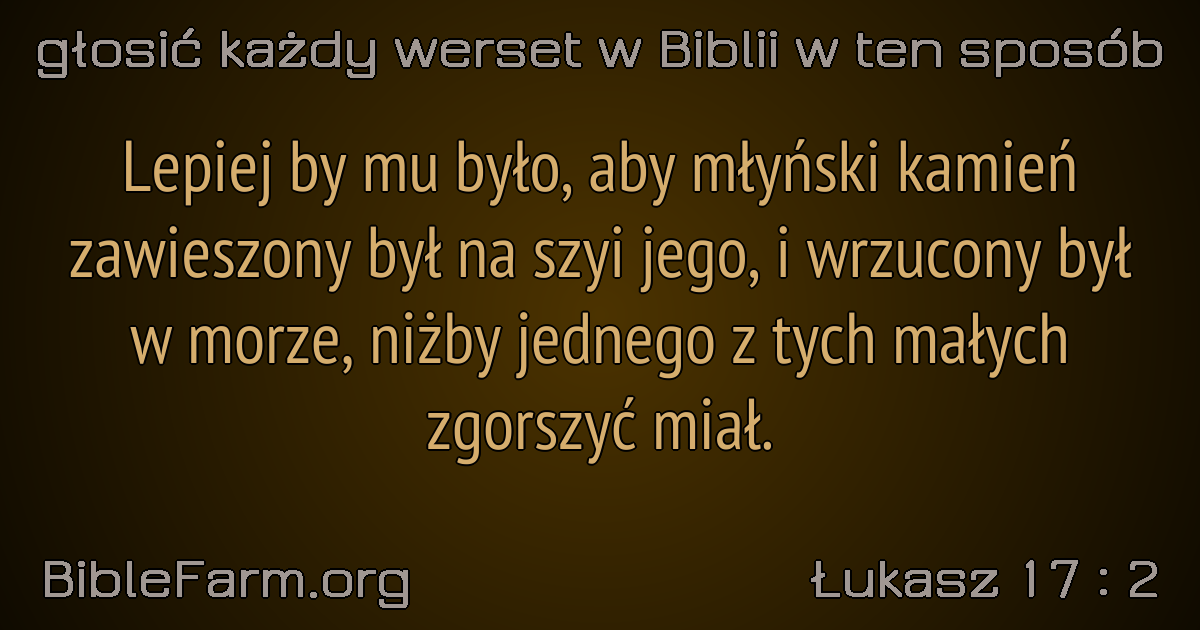 głosić każdy werset w Biblii w ten sposób
Lepiej by mu było, aby młyński kamień
zawieszony był na szyi jego, i wrzucony był
w morze, niżby jednego z tych małych
zgorszyć miał.
BibleFarm.org
Łukasz 17 : 2